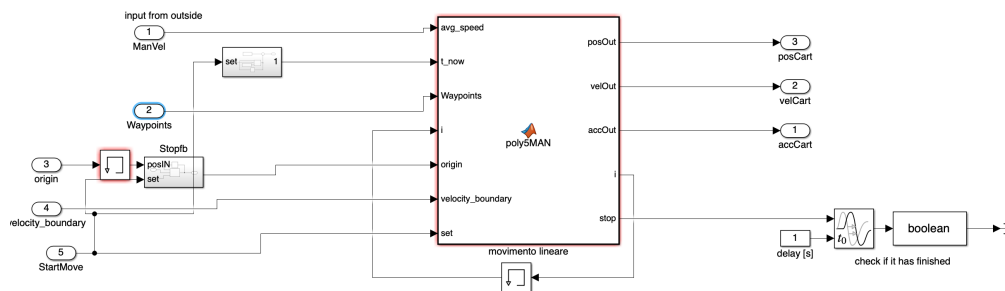 input from outside
1
ManVel
set
1
2
Waypoints
Stopfb
3
origin
posIN
set
4
velocity_boundary
5
StartMove
avg_speed
t_now
Waypoints
i
origin
velocity_boundary
set
poly5MAN
posOut
velOut
accOut
i
stop
movimento lineare
3
posCart
2
velCart
1
accCart
1
delay [s]
t0
check if it has finished
boolean